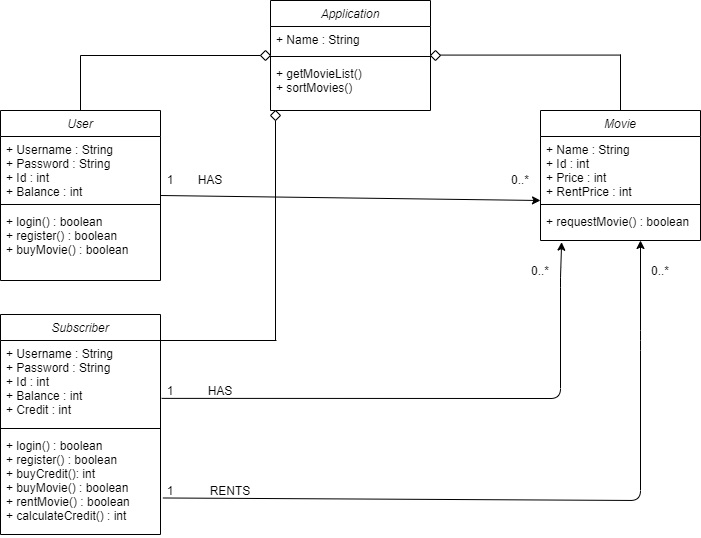 Application
+ Name : String
+ getMovieList()
+ sortMovies()
User
+ Username : String
+ Password : String
+ Id : int
+ Balance : int
+ login() : boolean
+ register() : boolean
+ buyMovie() : boolean
1 HAS 0..*
Movie
+ Name : String
+ Id : int
+ Price : int
+ RentPrice : int
+ requestMovie() : boolean
0..* 0..*
Subscriber
+ Username : String
+ Password : String
+ Id : int
+ Balance : int
+ Credit : int
+ login() : boolean
+ register() : boolean
+ buyCredit(): int
+ buyMovie() : boolean
+ rentMovie() : boolean
+ calculateCredit() : int
1 HAS
1 RENTS